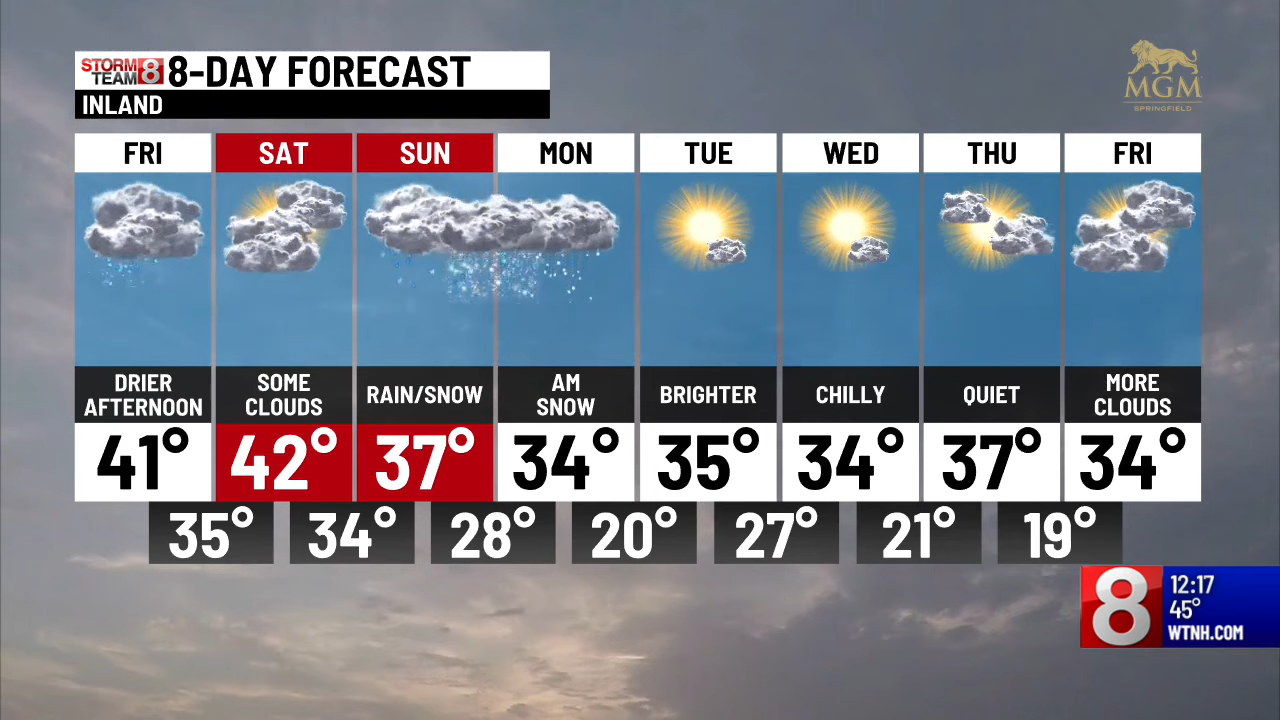 STORM
TEAM 8
8-DAY FORECAST
INLAND
MGM
SPRINGFIELD
FRI
SAT
SUN
MON
TUE
WED
THU
FRI
DRIER
AFTERNOON
SOME
CLOUDS
RAIN/SNOW
AM
SNOW
BRIGHTER
CHILLY
QUIET
MORE
CLOUDS
41°
42°
37°
34°
35°
34°
37°
34°
35°
34°
28°
20°
27°
21°
19°
8
12:17
45°
WTNH.COM